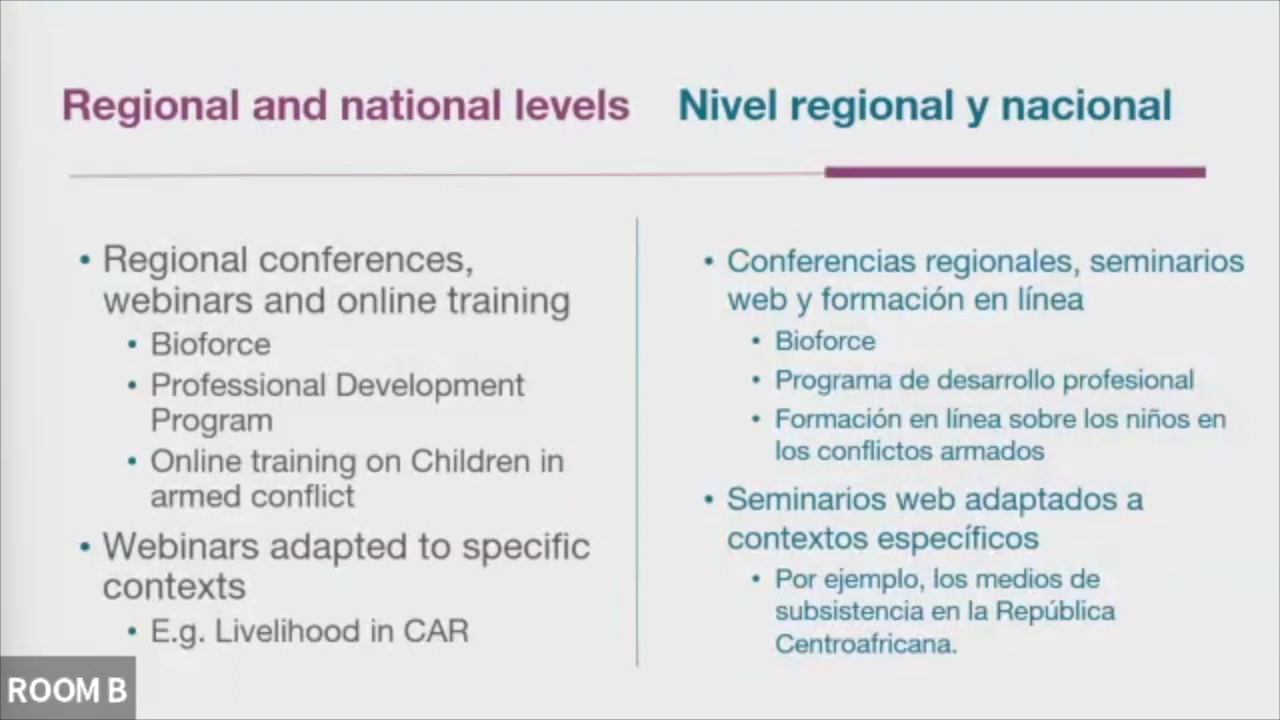 Regional and national levels
Nivel regional y nacional
• Regional conferences,
webinars and online training
• Bioforce
• Professional Development
Program
• Online training on Children in
armed conflict
• Webinars adapted to specific
contexts
• E.g. Livelihood in CAR
• Conferencias regionales, seminarios
web y formación en línea
• Bioforce
• Programa de desarrollo profesional
• Formación en línea sobre los niños en
los conflictos armados
• Seminarios web adaptados a
contextos específicos
• Por ejemplo, los medios de
subsistencia en la República
Centroafricana.
ROOM B